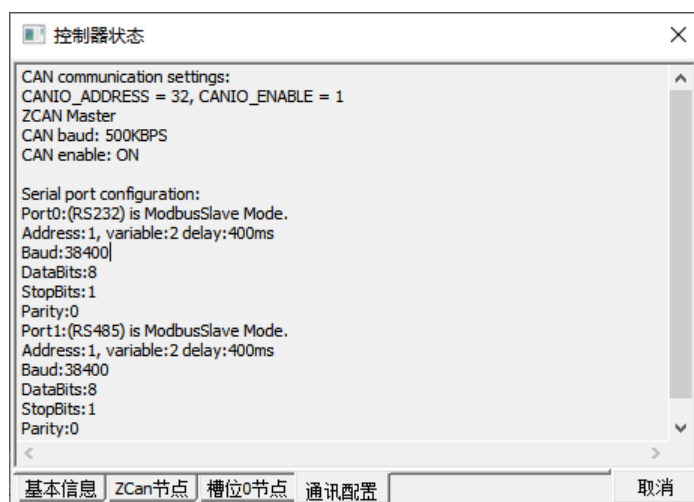 控制器状态
CAN communication settings:
CANIO_ADDRESS = 32, CANIO_ENABLE = 1
ZCAN Master
CAN baud: 500KBPS
CAN enable: ON
Serial port configuration:
Port0:(RS232) is ModbusSlave Mode.
Address:1, variable:2 delay:400ms
Baud:38400
DataBits:8
StopBits:1
Parity:0
Port1:(RS485) is ModbusSlave Mode.
Address:1, variable:2 delay:400ms
Baud:38400
DataBits:8
StopBits:1
Parity:0
基本信息 ZCan节点 槽位0节点 通讯配置 取消